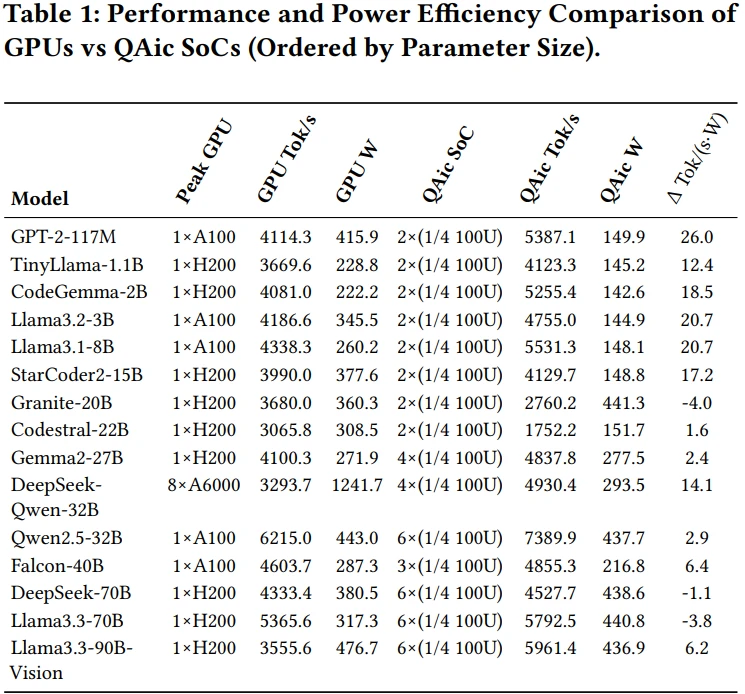 Table 1: Performance and Power Efficiency Comparison of
GPUs vs QAic SoCs (Ordered by Parameter Size).
Model Peak GPU GPU Tok/s GPU W QAic SoC QAic Tok/s QAic W Δ Tok/(s·W)
GPT-2-117M 1×A100 4114.3 415.9 2×(1/4 100U) 5387.1 149.9 26.0
TinyLlama-1.1B 1×H200 3669.6 228.8 2×(1/4 100U) 4123.3 145.2 12.4
CodeGemma-2B 1×H200 4081.0 222.2 2×(1/4 100U) 5255.4 142.6 18.5
Llama3.2-3B 1×A100 4186.6 345.5 2×(1/4 100U) 4755.0 144.9 20.7
Llama3.1-8B 1×A100 4338.3 260.2 2×(1/4 100U) 5531.3 148.1 20.7
StarCoder2-15B 1×H200 3990.0 377.6 2×(1/4 100U) 4129.7 148.8 17.2
Granite-20B 1×H200 3680.0 360.3 2×(1/4 100U) 2760.2 441.3 -4.0
Codestral-22B 1×H200 3065.8 308.5 2×(1/4 100U) 1752.2 151.7 1.6
Gemma2-27B 1×H200 4100.3 271.9 4×(1/4 100U) 4837.8 277.5 2.4
DeepSeek- 8×A6000 3293.7 1241.7 4×(1/4 100U) 4930.4 293.5 14.1
Qwen-32B
Qwen2.5-32B 1×A100 6215.0 443.0 6×(1/4 100U) 7389.9 437.7 2.9
Falcon-40B 1×A100 4603.7 287.3 3×(1/4 100U) 4855.3 216.8 6.4
DeepSeek-70B 1×H200 4333.4 380.5 6×(1/4 100U) 4527.7 438.6 -1.1
Llama3.3-70B 1×H200 5365.6 317.3 6×(1/4 100U) 5792.5 440.8 -3.8
Llama3.3-90B- 1×H200 3555.6 476.7 6×(1/4 100U) 5961.4 436.9 6.2
Vision